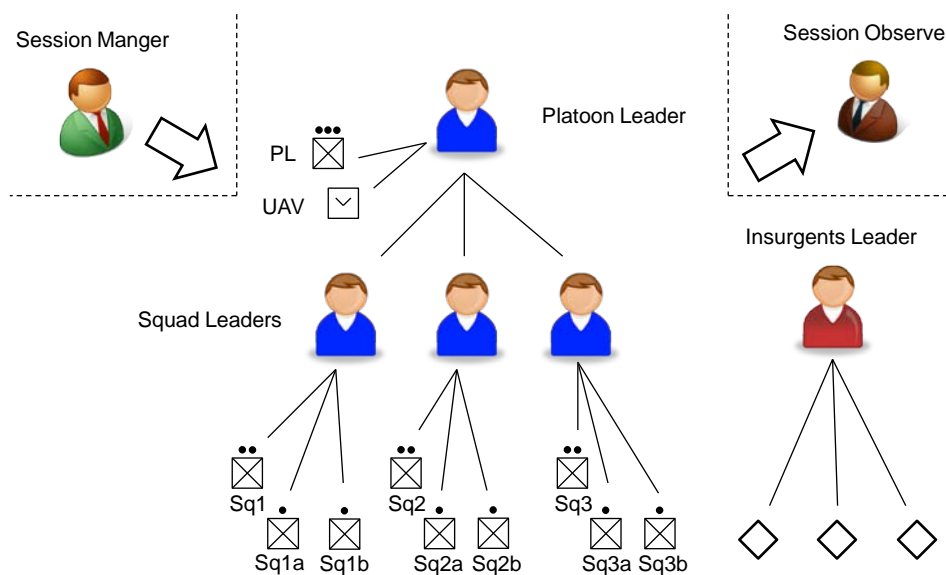 Session Manger
Session Observe
Platoon Leader
PL
UAV
Insurgents Leader
Squad Leaders
Sq1
Sq2
Sq3
Sq1a
Sq1b
Sq2a
Sq2b
Sq3a
Sq3b